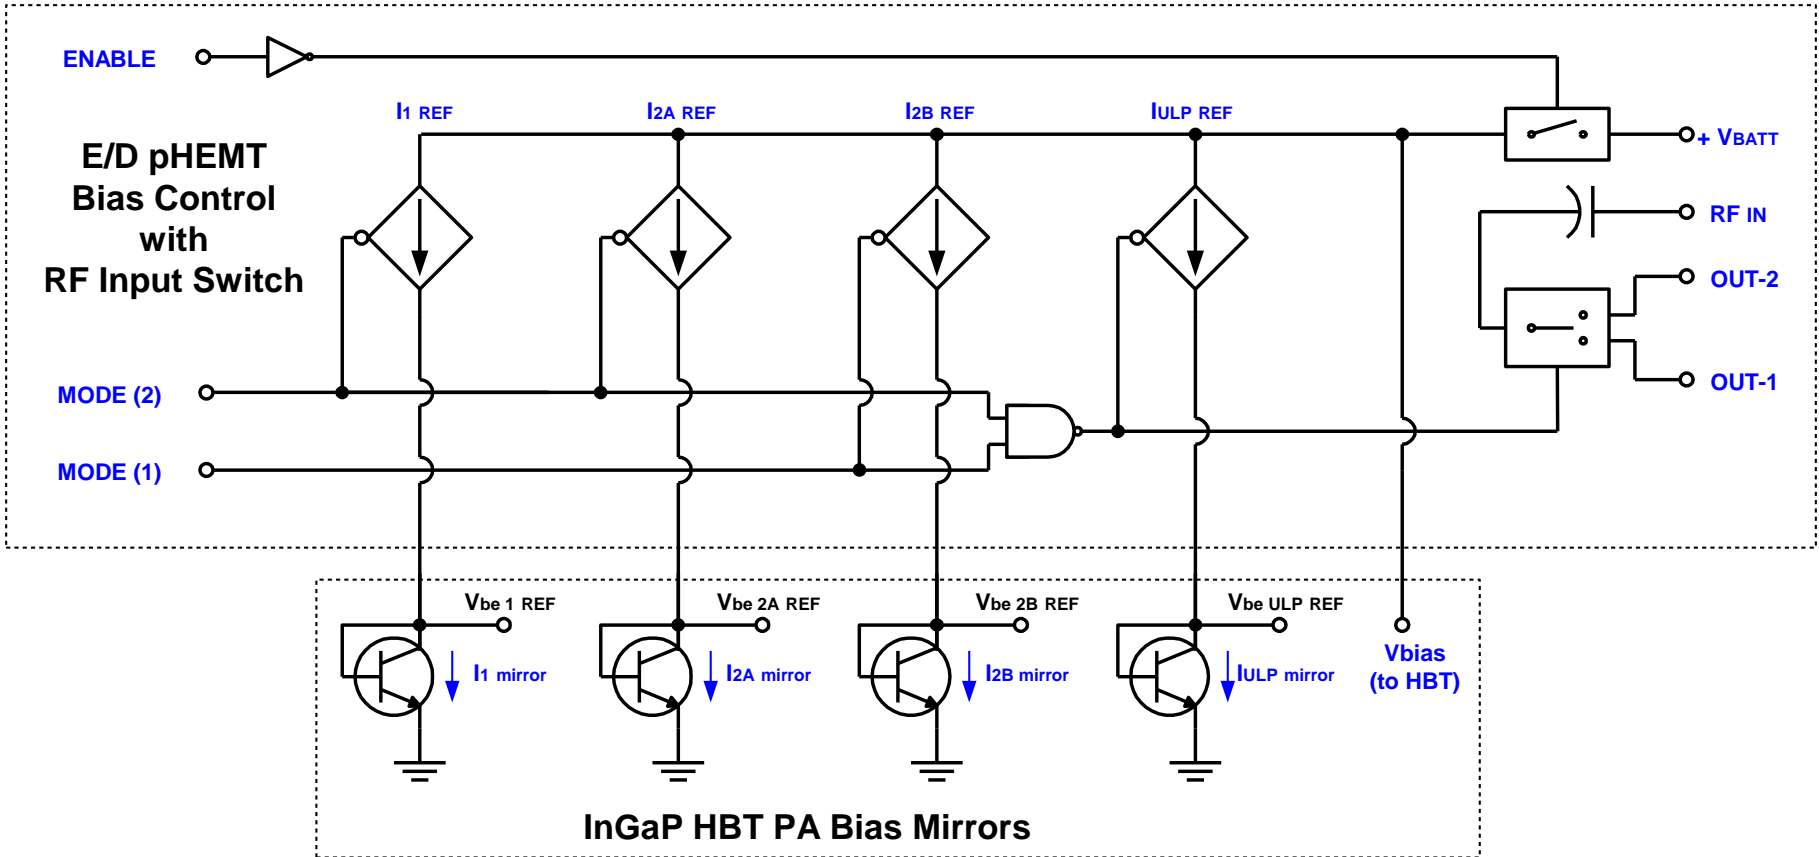 ENABLE
I1 REF
I2A REF
I2B REF
IULP REF
+ VBATT
E/D pHEMT
Bias Control
with
RF Input Switch
RF IN
OUT-2
OUT-1
MODE (2)
MODE (1)
Vbe 1 REF
Vbe 2A REF
Vbe 2B REF
Vbe ULP REF
I1 mirror
I2A mirror
I2B mirror
IULP mirror
Vbias
(to HBT)
InGaP HBT PA Bias Mirrors